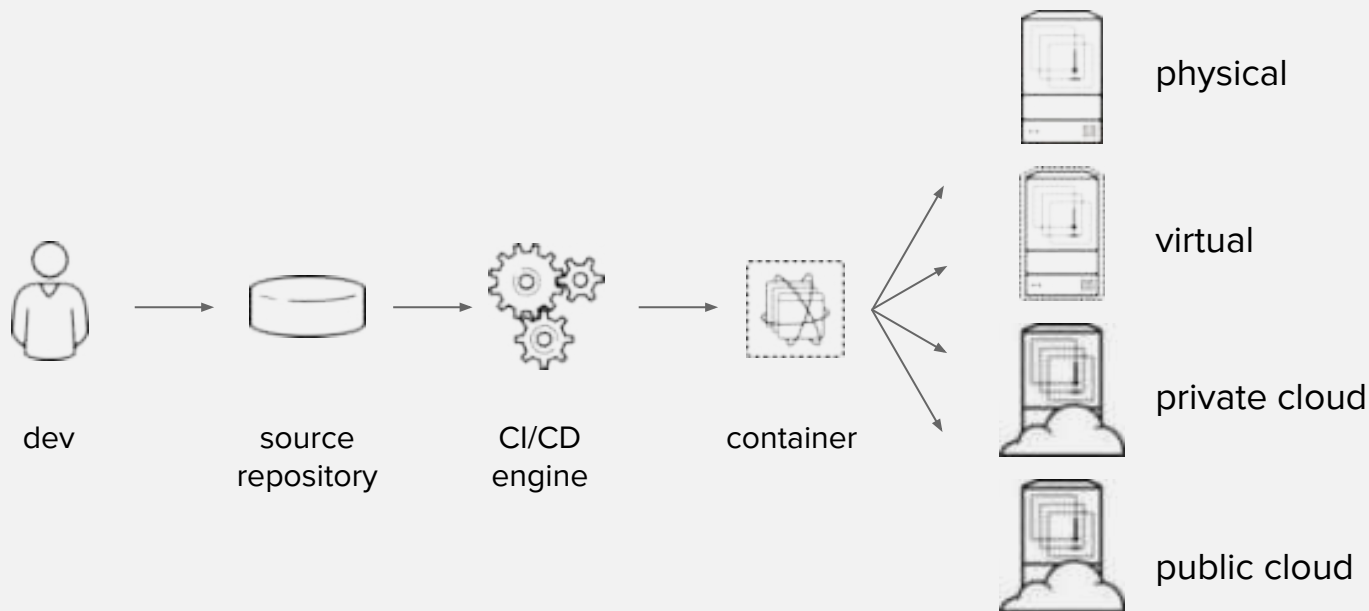 physical
virtual
private cloud
public cloud
dev
source
repository
CI/CD
engine
container